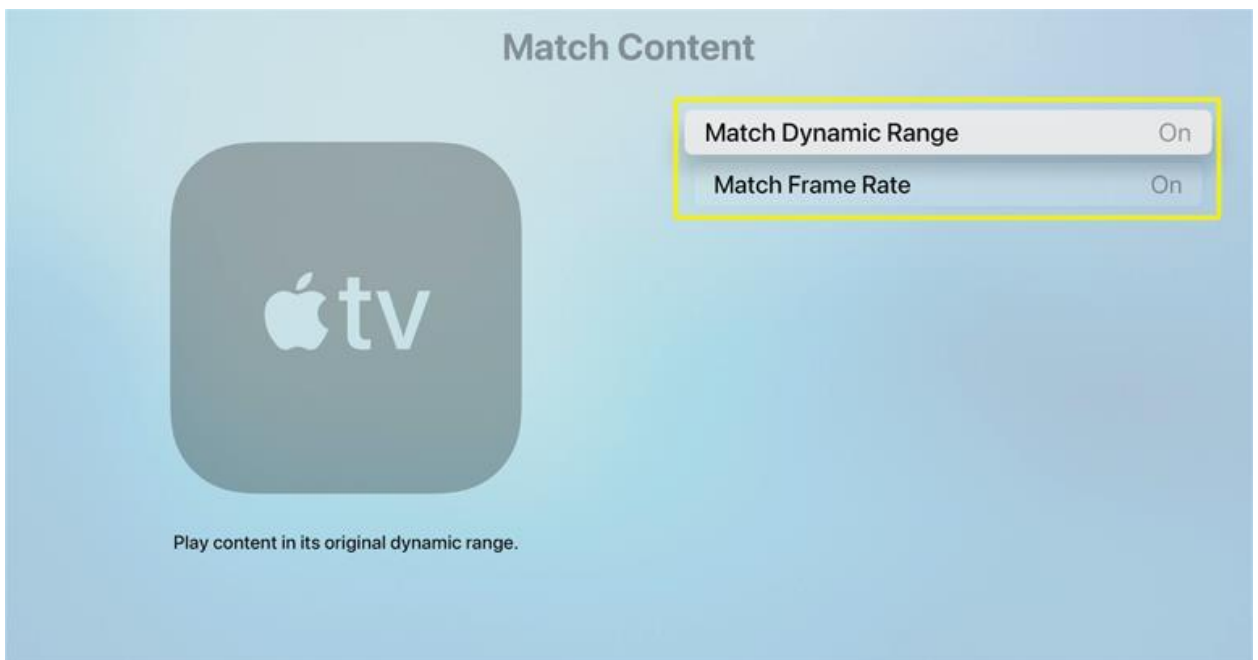 Match Content
Match Dynamic Range On
Match Frame Rate On
tv
Play content in its original dynamic range.